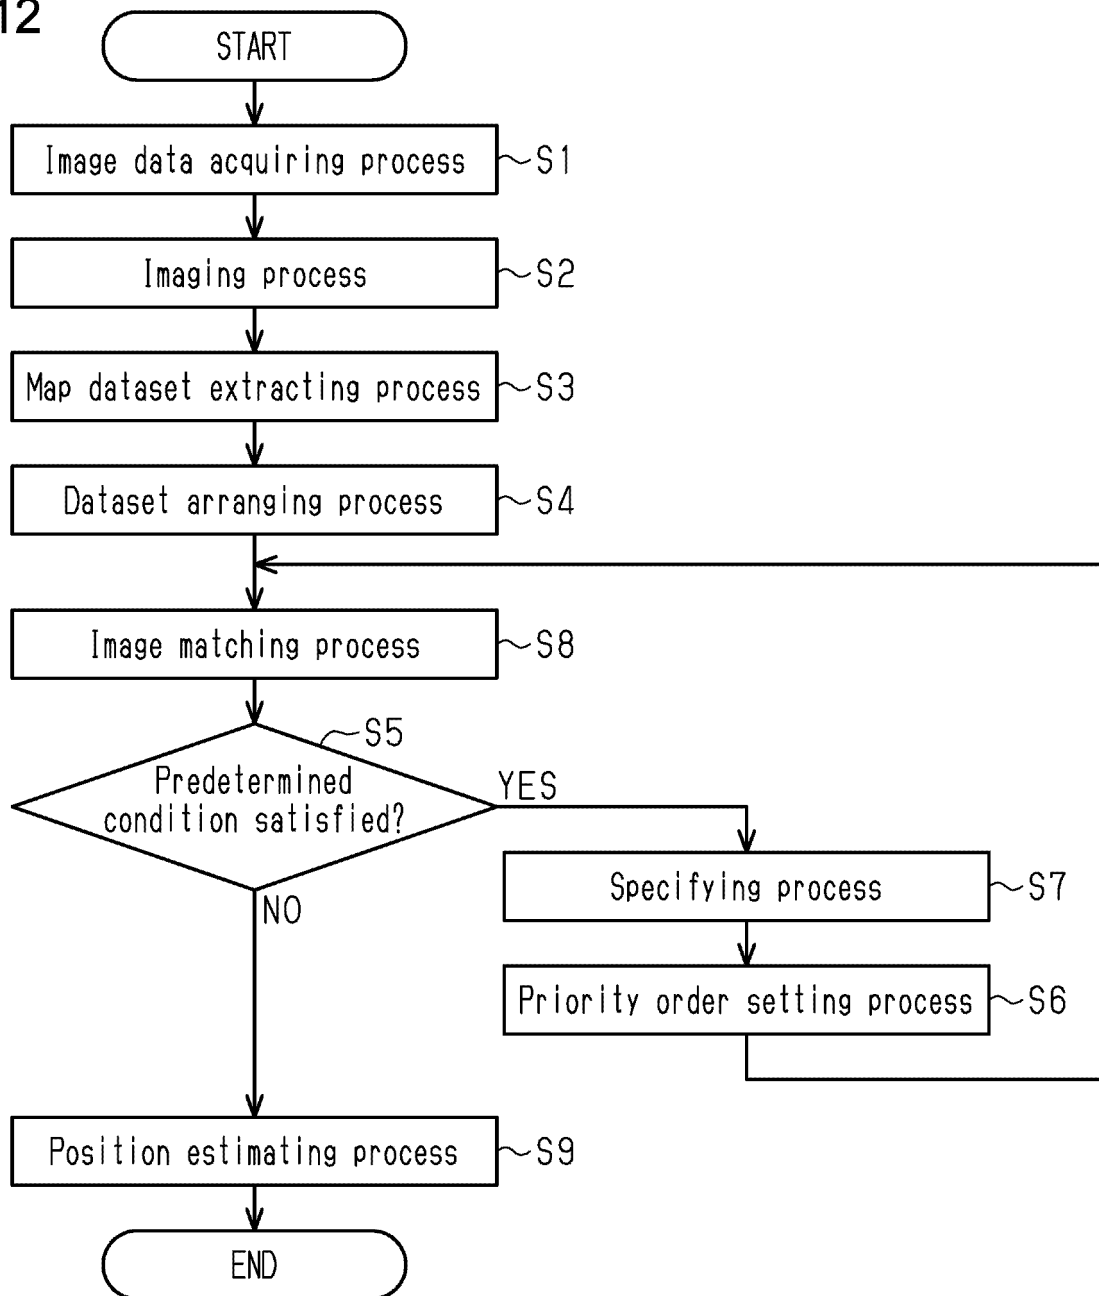 12
START
Image data acquiring process
S1
Imaging process
S2
Map dataset extracting process
S3
Dataset arranging process
S4
Image matching process
S8
S5
Predetermined
condition satisfied?
YES
NO
Specifying process
S7
Priority order setting process
S6
Position estimating process
S9
END